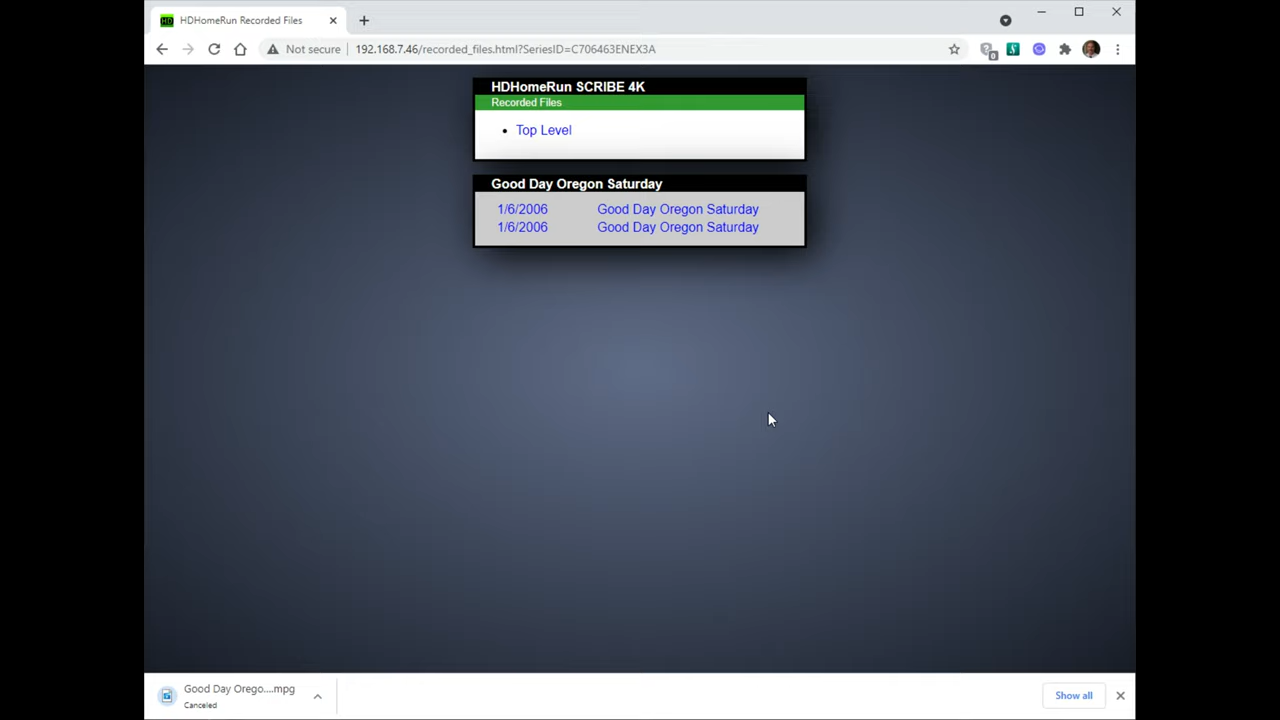 HDHomeRun Recorded Files
Not secure 192.168.7.46/recorded_files.html?SeriesID=C706463ENEX3A
0
HDHomeRun SCRIBE 4K
Recorded Files
Top Level
Good Day Oregon Saturday
1/6/2006 Good Day Oregon Saturday
1/6/2006 Good Day Oregon Saturday
Good Day Orego....mpg
Canceled
Show all